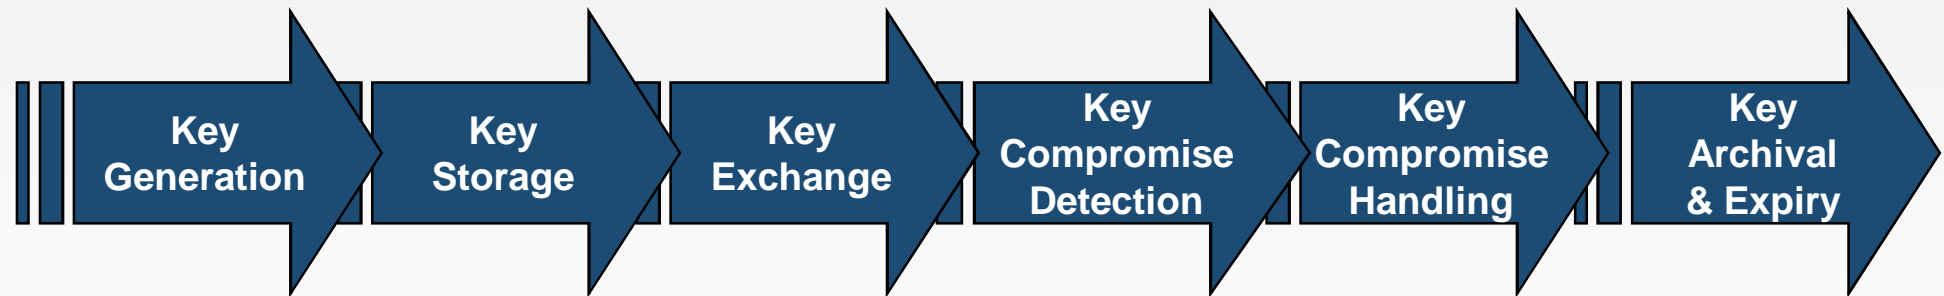 Key
Generation
Key
Storage
Key
Exchange
Key
Compromise
Detection
Key
Compromise
Handling
Key
Archival
& Expiry